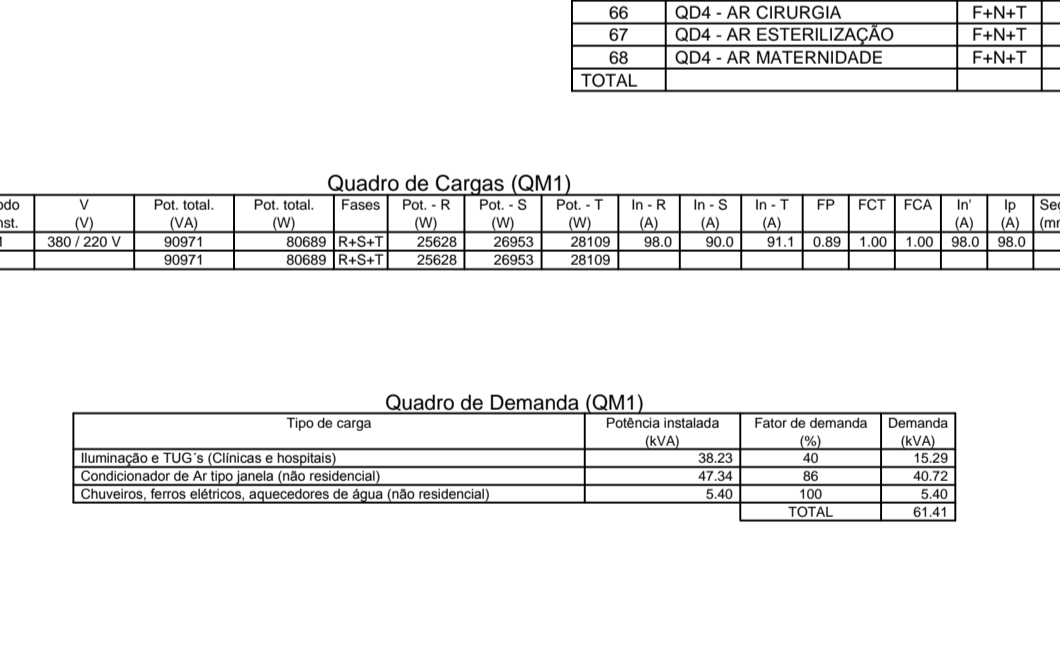 66 QD4 - AR CIRURGIA F+N+T
67 QD4 - AR ESTERILIZAÇÃO F+N+T
68 QD4 - AR MATERNIDADE F+N+T
TOTAL
Quadro de Cargas (QM1)
V Pot. total. Pot. total. Fases Pot. - R Pot. - S Pot. - T In - R In - S In - T FP FCT FCA In' Ip
(V) (VA) (W) (W) (W) (W) (A) (A) (A) (A) (A)
380 / 220 V 90971 80689 R+S+T 25628 26953 28109 98.0 90.0 91.1 0.89 1.00 1.00 98.0 98.0
90971 80689 R+S+T 25628 26953 28109
Quadro de Demanda (QM1)
Tipo de carga Potência instalada Fator de demanda Demanda
(kVA) (%) (kVA)
Iluminação e TUG´s (Clínicas e hospitais) 38.23 40 15.29
Condicionador de Ar tipo janela (não residencial) 47.34 86 40.72
Chuveiros, ferros elétricos, aquecedores de água (não residencial) 5.40 100 5.40
TOTAL 61.41